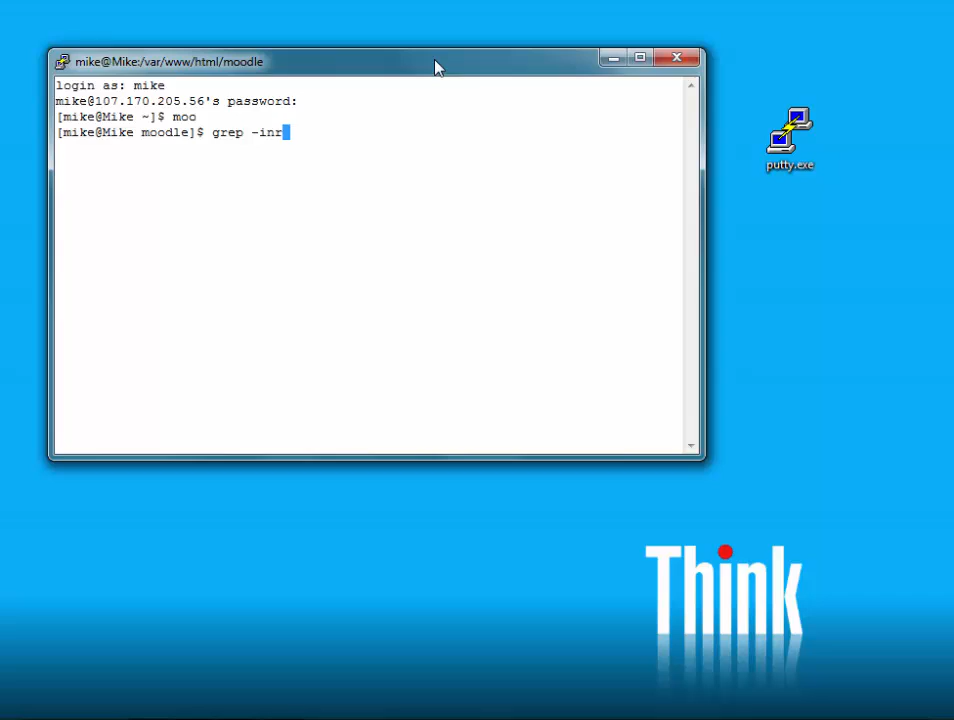 mike@Mike:/var/www/html/moodle
login as: mike
mike@107.170.205.56's password:
[mike@Mike ~]$ moo
[mike@Mike moodle]$ grep -inr
putty.exe
Think